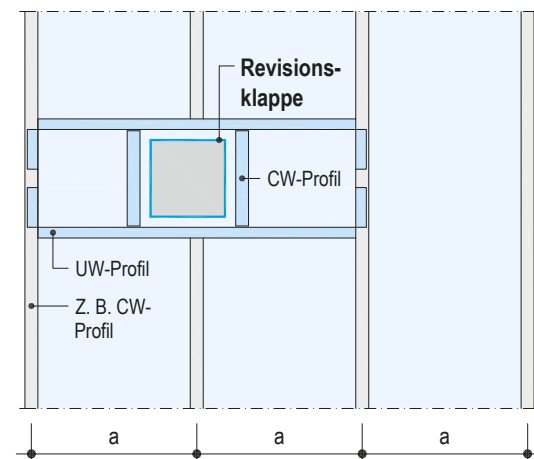 Revisions-
klappe
CW-Profil
UW-Profil
Z. B. CW-
Profil
a a a